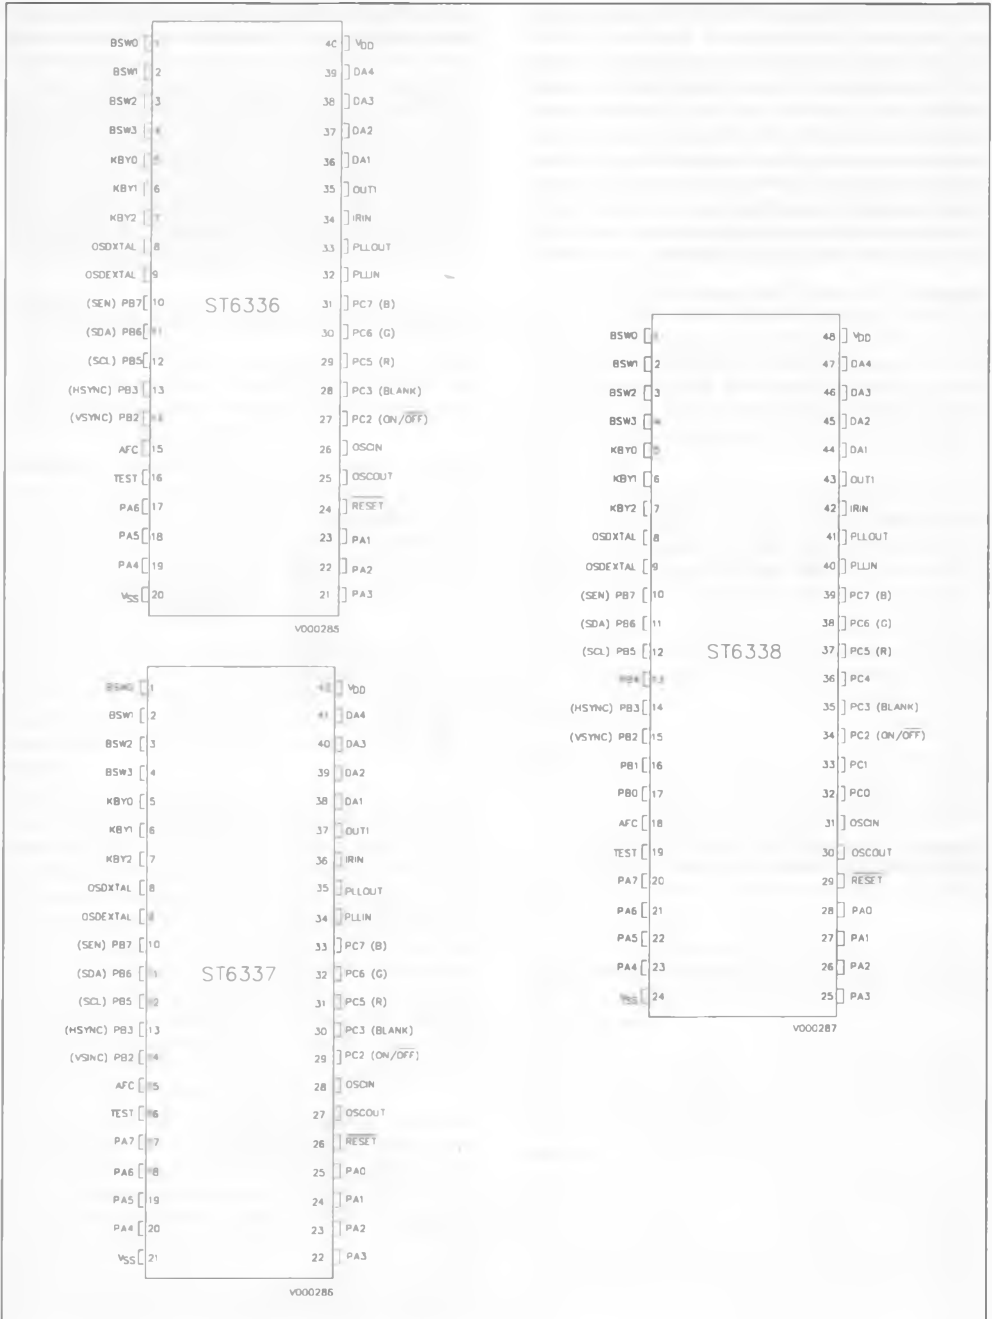 BSW0 1 4C VDD
BSW1 2 39 DA4
BSW2 3 38 DA3
BSW3 4 37 DA2
KBY0 36 DA1
KBY1 6 35 OUT1
KBY2 7 34 IRIN
OSDXTAL 8 33 PLLOUT
OSDEXTAL 9 32 PLLIN
(SEN) PB7 10 31 PC7 (B)
(SDA) PB6 11 30 PC6 (G)
(SCL) PB5 12 29 PC5 (R)
(HSYNC) PB3 13 28 PC3 (BLANK)
(VSYNC) PB2 27 PC2 (ON/OFF)
AFC 15 26 OSCIN
TEST 16 25 OSCOUT
PA6 17 24 RESET
PA5 18 23 PA1
PA4 19 22 PA2
VSS 20 21 PA3
ST6336
V000285
BSW0 1 42 VDD
BSW1 2 41 DA4
BSW2 3 40 DA3
BSW3 4 39 DA2
KBY0 5 38 DA1
KBY1 6 37 OUT1
KBY2 7 36 IRIN
OSDXTAL 8 35 PLLOUT
OSDEXTAL 34 PLLIN
(SEN) PB7 10 33 PC7 (B)
(SDA) PB6 32 PC6 (G)
(SCL) PB5 12 31 PC5 (R)
(HSYNC) PB3 13 30 PC3 (BLANK)
(VSINC) PB2 14 29 PC2 (ON/OFF)
AFC 15 28 OSCIN
TEST 16 27 OSCOUT
PA7 17 26 RESET
PA6 18 25 PA0
PA5 19 24 PA1
PA4 20 23 PA2
VSS 21 22 PA3
ST6337
V000286
BSW0 48 VDD
BSW1 2 47 DA4
BSW2 3 46 DA3
BSW3 4 45 DA2
KBY0 5 44 DA1
KBY1 6 43 OUT1
KBY2 7 42 IRIN
OSDXTAL 8 41 PLLOUT
OSDEXTAL 9 40 PLLIN
(SEN) PB7 10 39 PC7 (B)
(SDA) PB6 11 38 PC6 (G)
(SCL) PB5 12 37 PC5 (R)
PB4 13 36 PC4
(HSYNC) PB3 14 35 PC3 (BLANK)
(VSYNC) PB2 15 34 PC2 (ON/OFF)
PB1 16 33 PC1
PB0 17 32 PC0
AFC 18 31 OSCIN
TEST 19 30 OSCOUT
PA7 20 29 RESET
PA6 21 28 PA0
PA5 22 27 PA1
PA4 23 26 PA2
VSS 24 25 PA3
ST6338
V000287